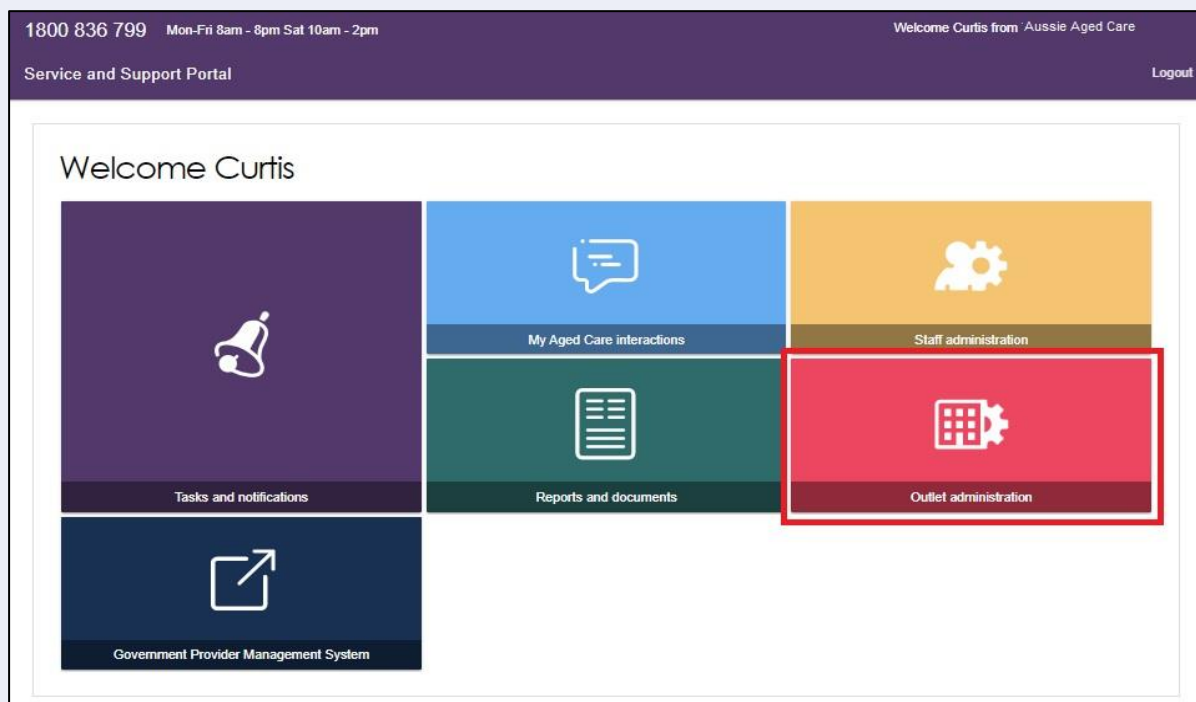 1800 836 799 Mon-Fri 8am - 8pm Sat 10am - 2pm Welcome Curtis from Aussie Aged Care
Service and Support Portal Logout
Welcome Curtis
My Aged Care interactions Staff administration
Tasks and notifications Reports and documents Outlet administration
Government Provider Management System